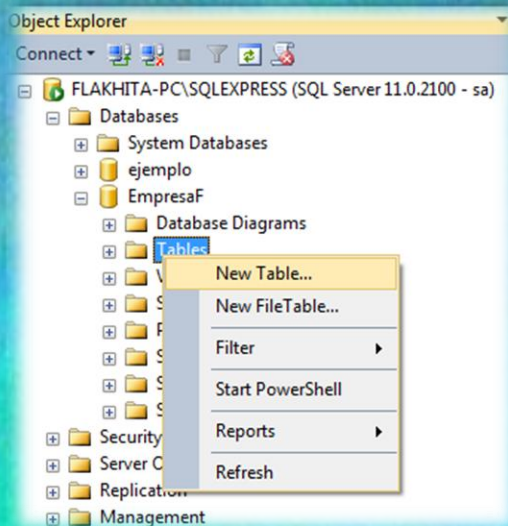 Object Explorer
Connect
FLAKHITA-PC\SQLEXPRESS (SQL Server 11.0.2100 - sa)
Databases
System Databases
ejemplo
EmpresaF
Database Diagrams
Tables
New Table...
New FileTable...
Filter
Start PowerShell
Reports
Refresh
Security
Server O
Replication
Management